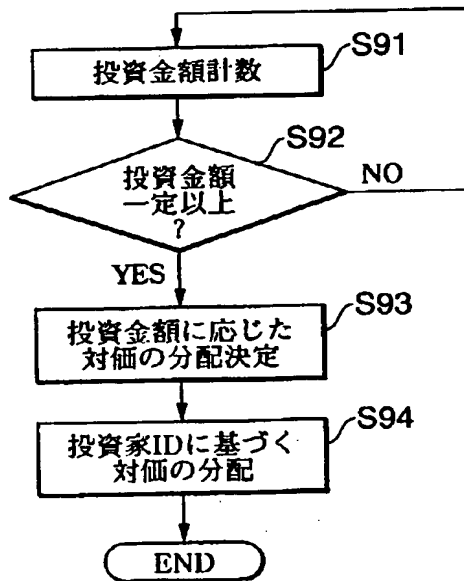 S91
投資金額計数
S92
投資金額
一定以上
?
NO
YES
S93
投資金額に応じた
対価の分配決定
S94
投資家IDに基づく
対価の分配
END